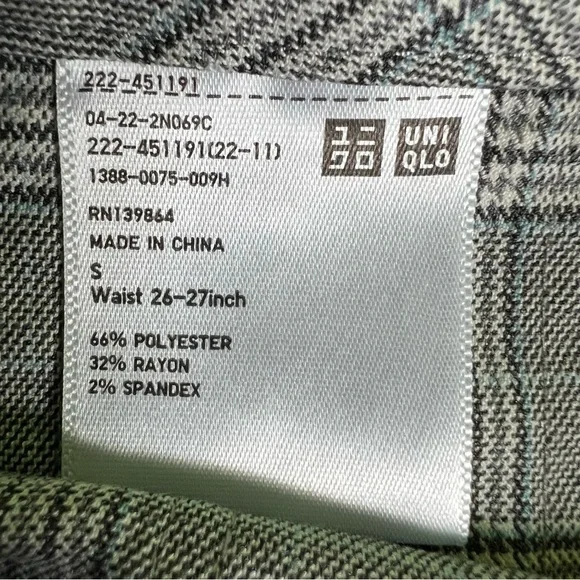 222-451191
04-22-2N069C
222-451191(22-11)
1388-0075-009H
ユニ
クロ
UNI
QLO
RN139864
MADE IN CHINA
S
Waist 26-27inch
66% POLYESTER
32% RAYON
2% SPANDEX